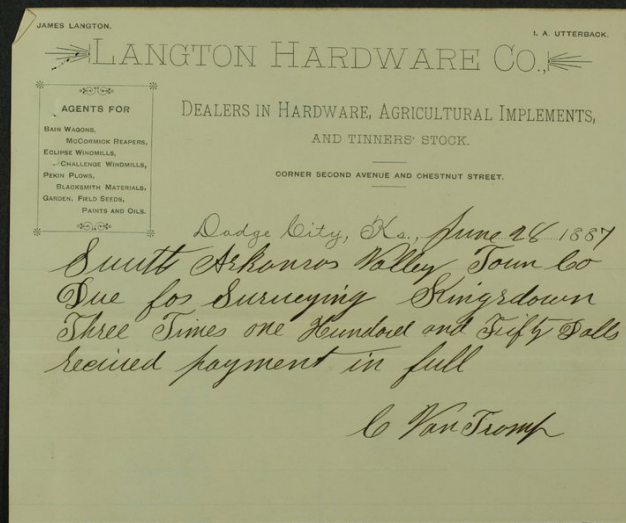 JAMES LANGTON.
I. A. UTTERBACK.
LANGTON HARDWARE CO.,
AGENTS FOR
BAIN WAGONS,
MCCORMICK REAPERS,
ECLIPSE WINDMILLS,
CHALLENGE WINDMILLS,
PEKIN PLOWS,
BLACKSMITH MATERIALS,
GARDEN. FIELD SEEDS,
PAINTS AND OILS.
DEALERS IN HARDWARE, AGRICULTURAL IMPLEMENTS,
AND TINNERS' STOCK.
CORNER SECOND AVENUE AND CHESTNUT STREET.
Dodge City, Ks., June 28 1887
South Arkansas Valley Town Co
Due for Surveying Kingsdown
Three Times one Hundred and Fifty Dolls
recived payment in full
C Van Tromp